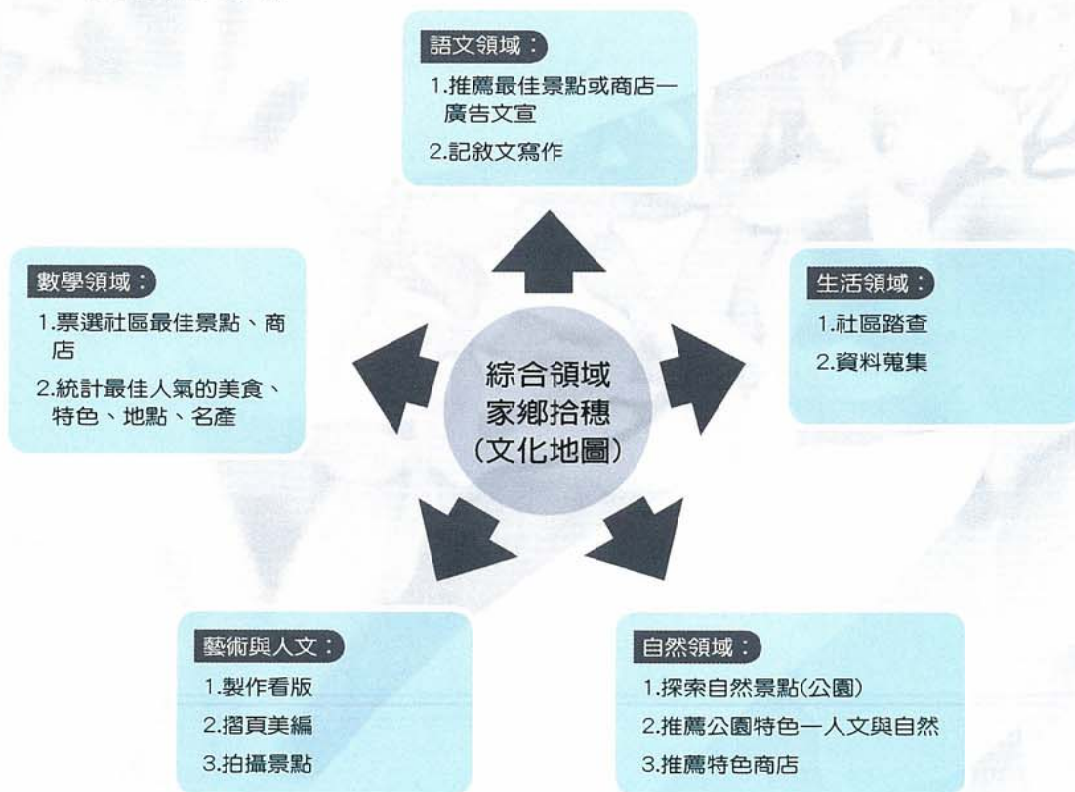 語文領域：
1.推薦最佳景點或商店—
廣告文宣
2.記敘文寫作
數學領域：
1.票選社區最佳景點、商
店
2.統計最佳人氣的美食、
特色、地點、名產
生活領域：
1.社區踏查
2.資料蒐集
綜合領域
家鄉拾穗
(文化地圖)
藝術與人文：
1.製作看版
2.摺頁美編
3.拍攝景點
自然領域：
1.探索自然景點(公園)
2.推薦公園特色—人文與自然
3.推薦特色商店